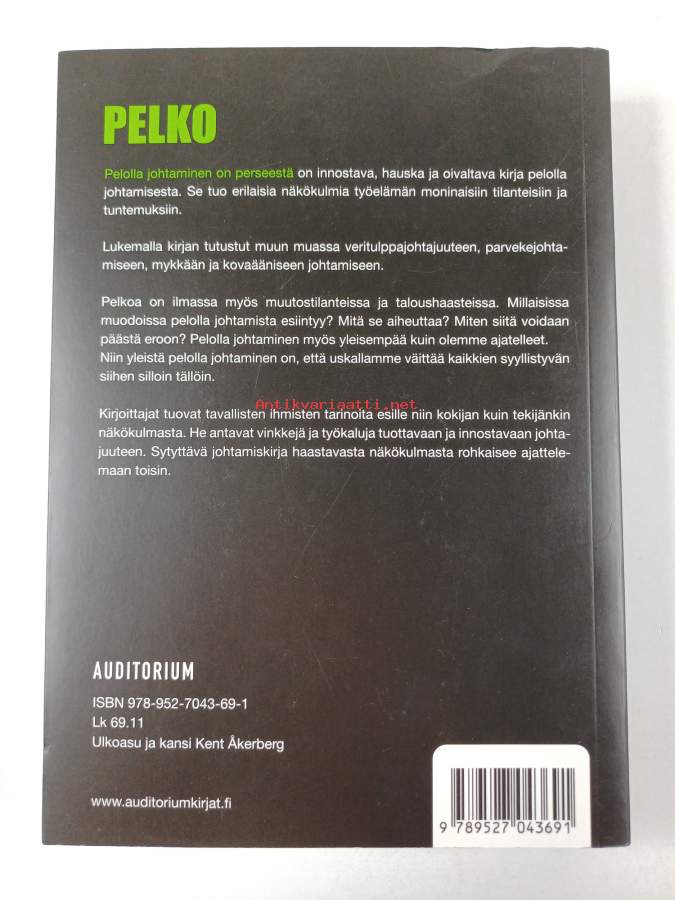 PELKO
Pelolla johtaminen on perseestä on innostava, hauska ja oivaltava kirja pelolla
johtamisesta. Se tuo erilaisia näkökulmia työelämän moninaisiin tilanteisiin ja
tuntemuksiin.
Lukemalla kirjan tutustut muun muassa veritulppajohtajuuteen, parvekejohta-
miseen, mykkään ja kovaääniseen johtamiseen.
Pelkoa on ilmassa myös muutostilanteissa ja taloushaasteissa. Millaisissa
muodoissa pelolla johtamista esiintyy? Mitä se aiheuttaa? Miten siitä voidaan
päästä eroon? Pelolla johtaminen myös yleisempää kuin olemme ajatelleet.
Niin yleistä pelolla johtaminen on, että uskallamme väittää kaikkien syyllistyvän
siihen silloin tällöin.
Antikvariaatti.net
Kirjoittajat tuovat tavallisten ihmisten tarinoita esille niin kokijan kuin tekijänkin
näkökulmasta. He antavat vinkkejä ja työkaluja tuottavaan ja innostavaan johta-
juuteen. Sytyttävä johtamiskirja haastavasta näkökulmasta rohkaisee ajattele-
maan toisin.
AUDITORIUM
ISBN 978-952-7043-69-1
Lk 69.11
Ulkoasu ja kansi Kent Åkerberg
www.auditoriumkirjat.fi
9 789527 043691